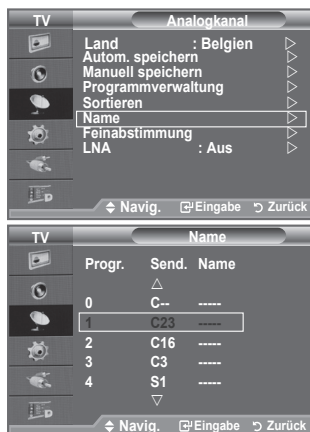 TV Analogkanal
Land : Belgien
Autom. speichern
Manuell speichern
Programmverwaltung
Sortieren
Name
Feinabstimmung
LNA : Aus
Navig. Eingabe Zurück
TV Name
Progr. Send. Name
0 C-- -----
1 C23 -----
2 C16 -----
3 C3 -----
4 S1 -----
Navig. Eingabe Zurück